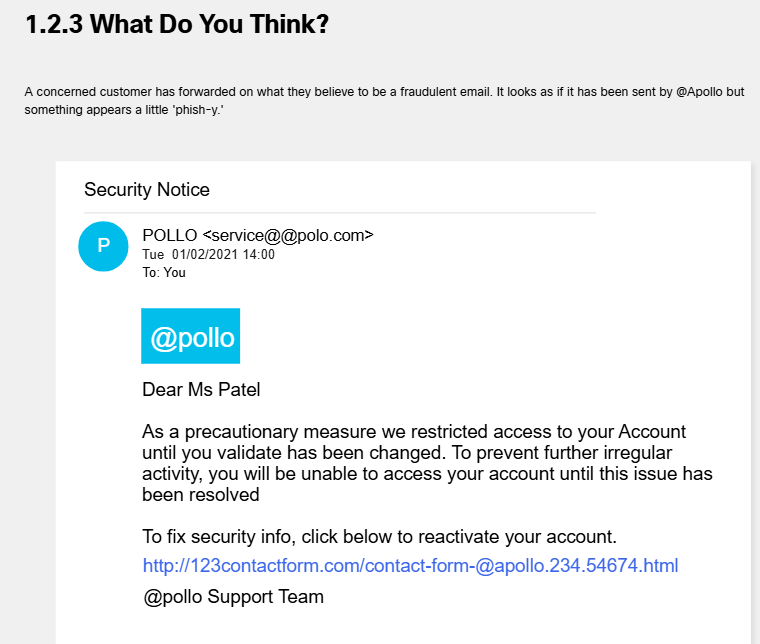 1.2.3 What Do You Think?
A concerned customer has forwarded on what they believe to be a fraudulent email. It looks as if it has been sent by @Apollo but
something appears a little 'phish-y.'
Security Notice
P
POLLO <service@@polo.com>
Tue 01/02/2021 14:00
To: You
@pollo
Dear Ms Patel
As a precautionary measure we restricted access to your Account
until you validate has been changed. To prevent further irregular
activity, you will be unable to access your account until this issue has
been resolved
To fix security info, click below to reactivate your account.
http://123contactform.com/contact-form-@apollo.234.54674.html
@pollo Support Team